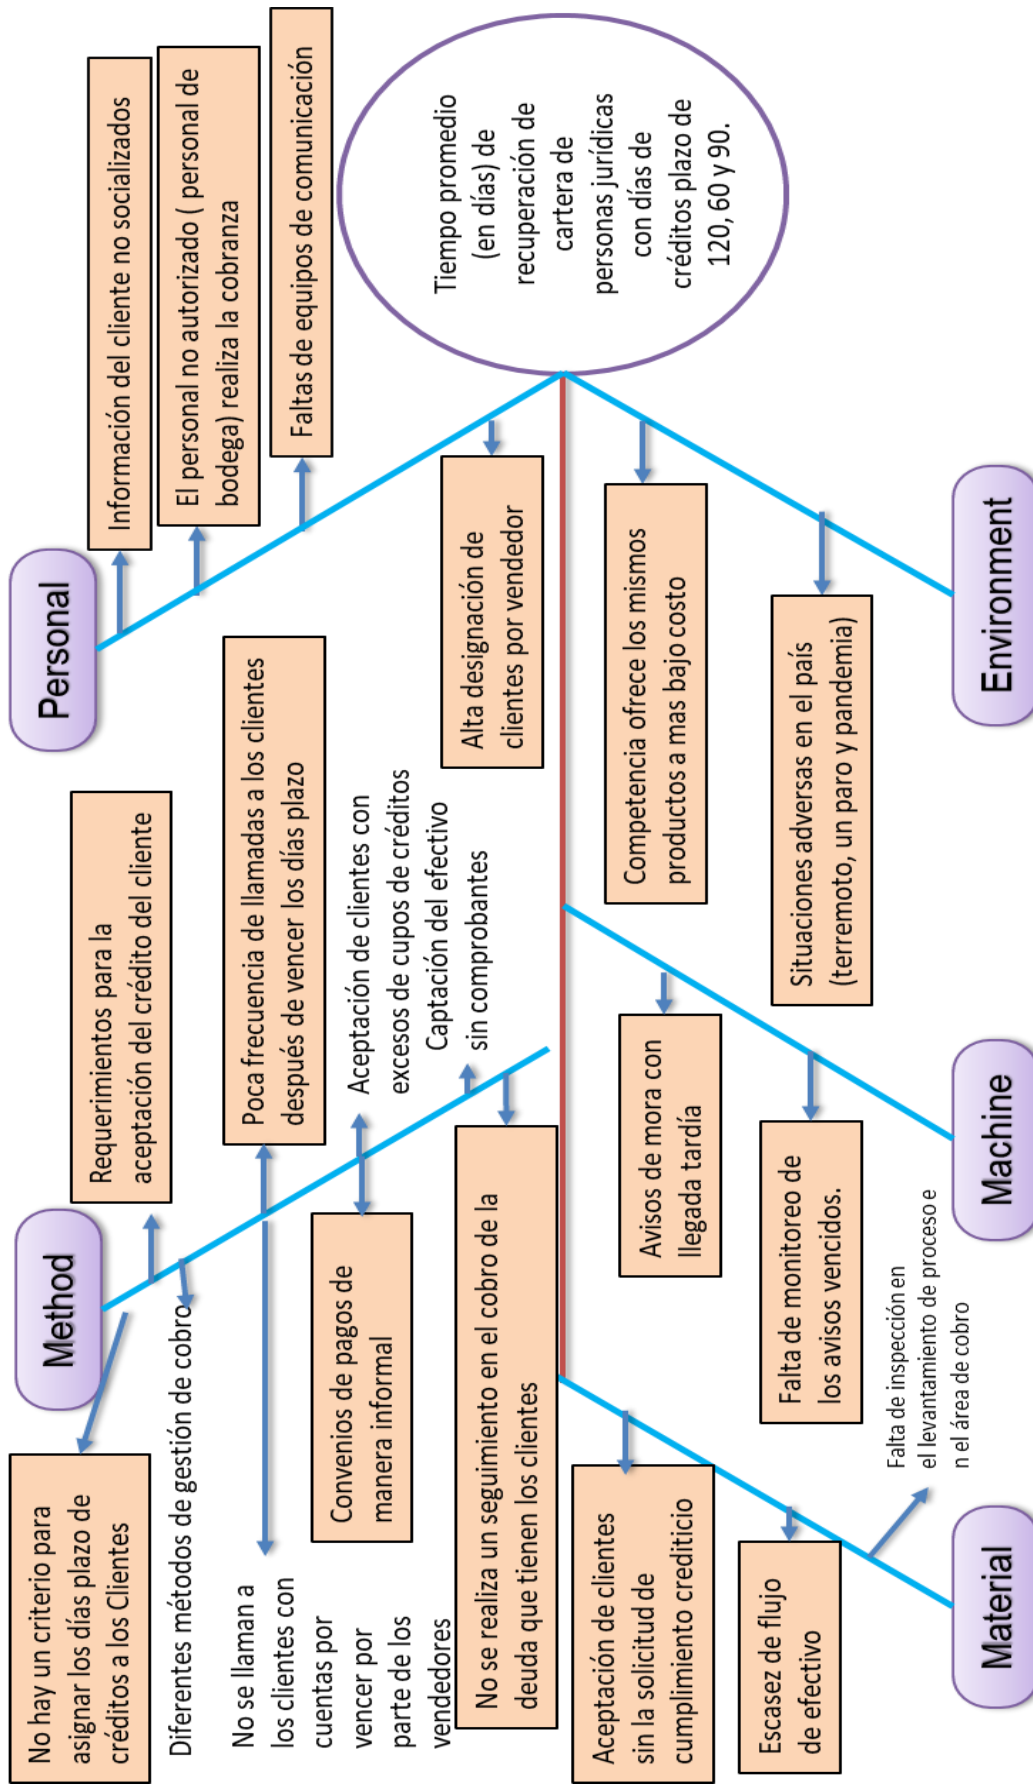 Method
Personal
No hay un criterio para
asignar los días plazo de
créditos a los Clientes
Requerimientos para la
aceptación del crédito del cliente
Información del cliente no socializados
El personal no autorizado ( personal de
bodega) realiza la cobranza
Faltas de equipos de comunicación
Diferentes métodos de gestión de cobro
Poca frecuencia de llamadas a los clientes
después de vencer los días plazo
No se llaman a
los clientes con
cuentas por
vencer por
parte de los
vendedores
Convenios de pagos de
manera informal
Aceptación de clientes con
excesos de cupos de créditos
Captación del efectivo
sin comprobantes
Alta designación de
clientes por vendedor
No se realiza un seguimiento en el cobro de la
deuda que tienen los clientes
Tiempo promedio
(en días) de
recuperación de
cartera de
personas jurídicas
con días de
créditos plazo de
120, 60 y 90.
Aceptación de clientes
sin la solicitud de
cumplimiento crediticio
Avisos de mora con
llegada tardía
Competencia ofrece los mismos
productos a mas bajo costo
Escasez de flujo
de efectivo
Falta de monitoreo de
los avisos vencidos.
Situaciones adversas en el país
(terremoto, un paro y pandemia)
Falta de inspección en
el levantamiento de proceso e
n el área de cobro
Material
Machine
Environment